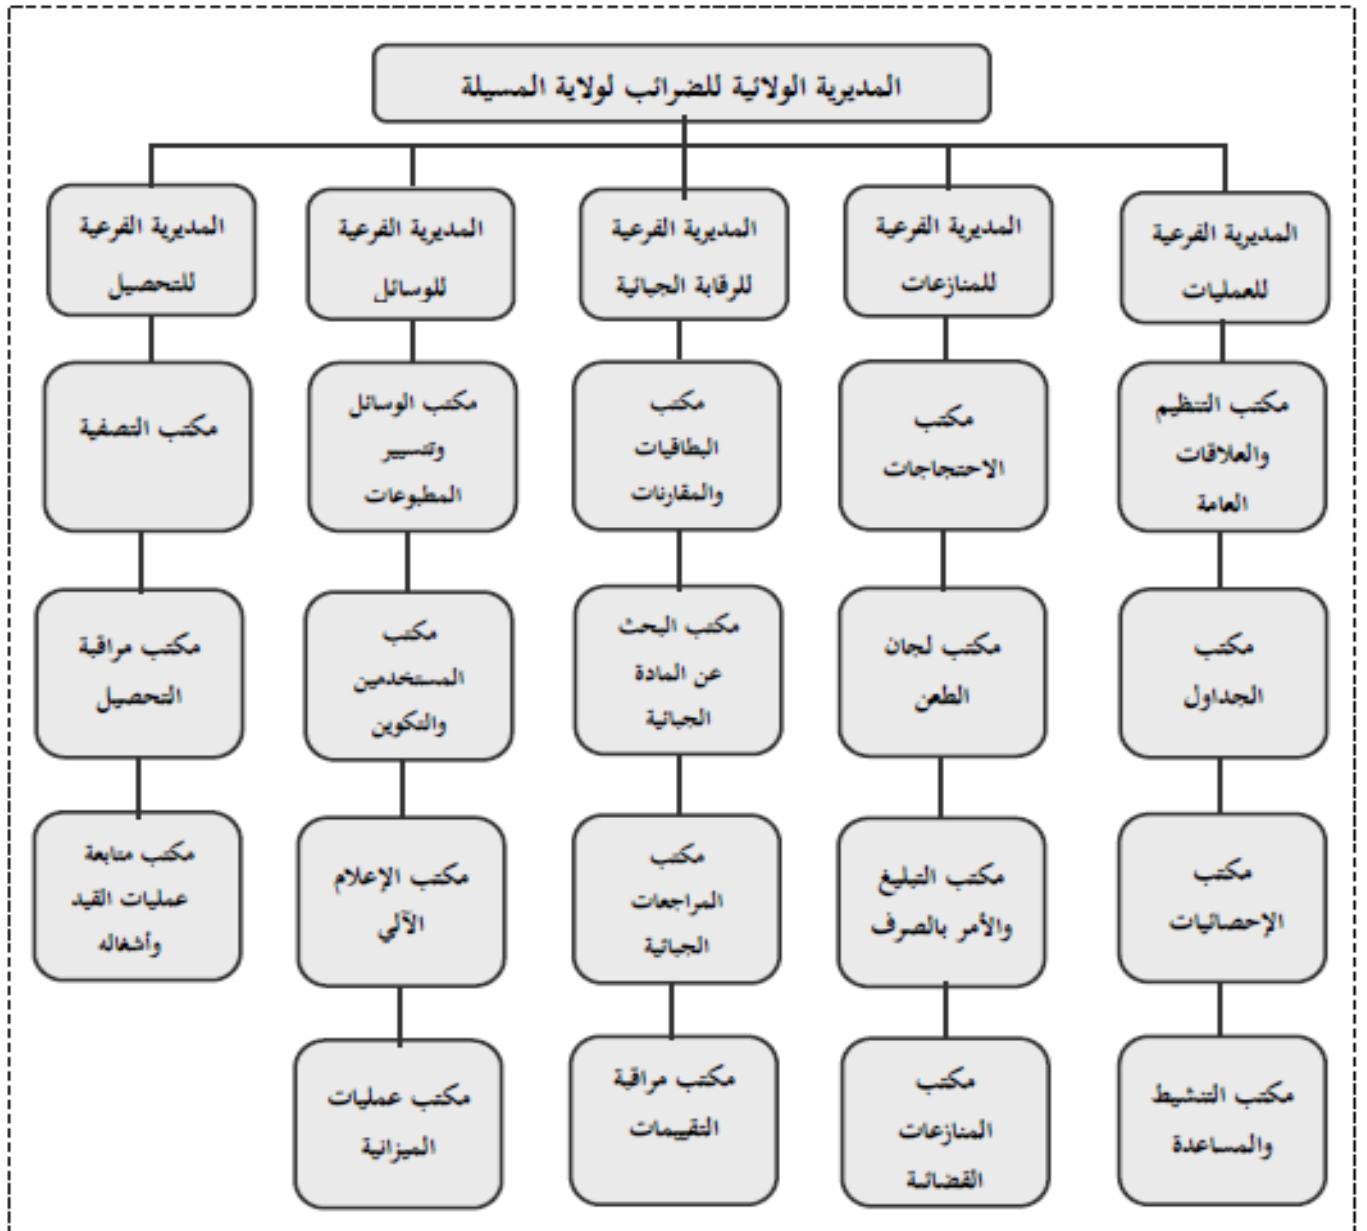 المديرية الولائية للضرائب لولاية المسيلة
المديرية الفرعية
للعمليات
مكتب التنظيم
والعلاقات
العامة
مكتب
الجداول
مكتب
الإحصائيات
مكتب التنشيط
والمساعدة
المديرية الفرعية
للمنازعات
مكتب
الاحتجاجات
مكتب لجان
الطعن
مكتب التبليغ
والأمر بالصرف
مكتب
المنازعات
القضائية
المديرية الفرعية
للرقابة الجبائية
مكتب
البطاقيات
والمقارنات
مكتب البحث
عن المادة
الجبائية
مكتب
المراجعات
الجبائية
مكتب مراقبة
التقييمات
المديرية الفرعية
للوسائل
مكتب الوسائل
وتسيير
المطبوعات
مكتب
المستخدمين
والتكوين
مكتب الإعلام
الآلي
مكتب عمليات
الميزانية
المديرية الفرعية
للتحصيل
مكتب التصفية
مكتب مراقبة
التحصيل
مكتب متابعة
عمليات القيد
وأشغاله